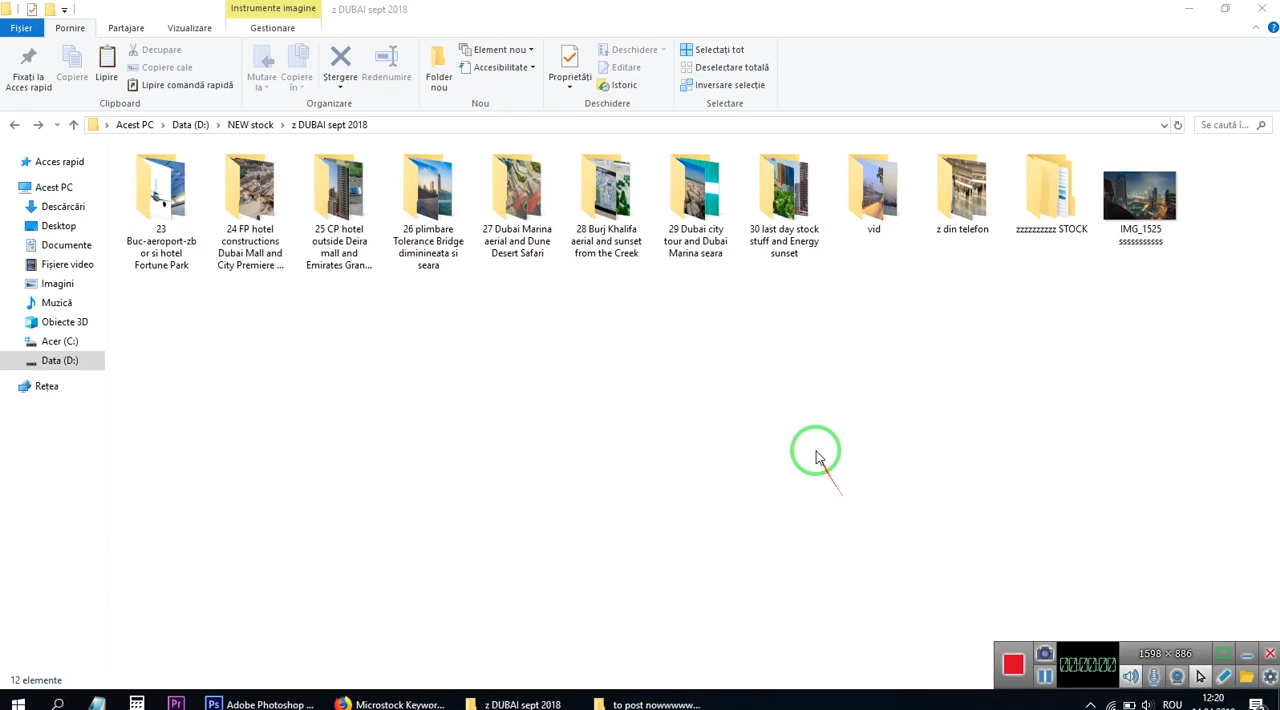 Instrumente imagine
z DUBAI sept 2018
Fișier
Pornire
Partajare
Vizualizare
Gestionare
Fixați la Acces rapid
Copiere
Lipire
Decupare
Copiere cale
Lipire comandă rapidă
Clipboard
Mutare la
Copiere în
Ștergere
Redenumire
Organizare
Folder nou
Element nou
Accesibilitate
Nou
Proprietăți
Deschidere
Editare
Istoric
Deschidere
Selectați tot
Deselectare totală
Inversare selecție
Selectare
Acest PC
Data (D:)
NEW stock
z DUBAI sept 2018
Se caută î...
Acces rapid
Acest PC
Descărcări
Desktop
Documente
Fișiere video
Imagini
Muzică
Obiecte 3D
Acer (C:)
Data (D:)
Rețea
23
Buc-aeroport-zb
or si hotel
Fortune Park
24 FP hotel
constructions
Dubai Mall and
City Premiere ...
25 CP hotel
outside Deira
mall and
Emirates Gran...
26 plimbare
Tolerance Bridge
diminineata si
seara
27 Dubai Marina
aerial and Dune
Desert Safari
28 Burj Khalifa
aerial and sunset
from the Creek
29 Dubai city
tour and Dubai
Marina seara
30 last day stock
stuff and Energy
sunset
vid
z din telefon
zzzzzzzzzz STOCK
IMG_1525
sssssssssss
12 elemente
1598 × 886
000000
Pr
Ps
Adobe Photoshop ...
Microstock Keywor...
z DUBAI sept 2018
to post nowwwww...
ROU
12:20